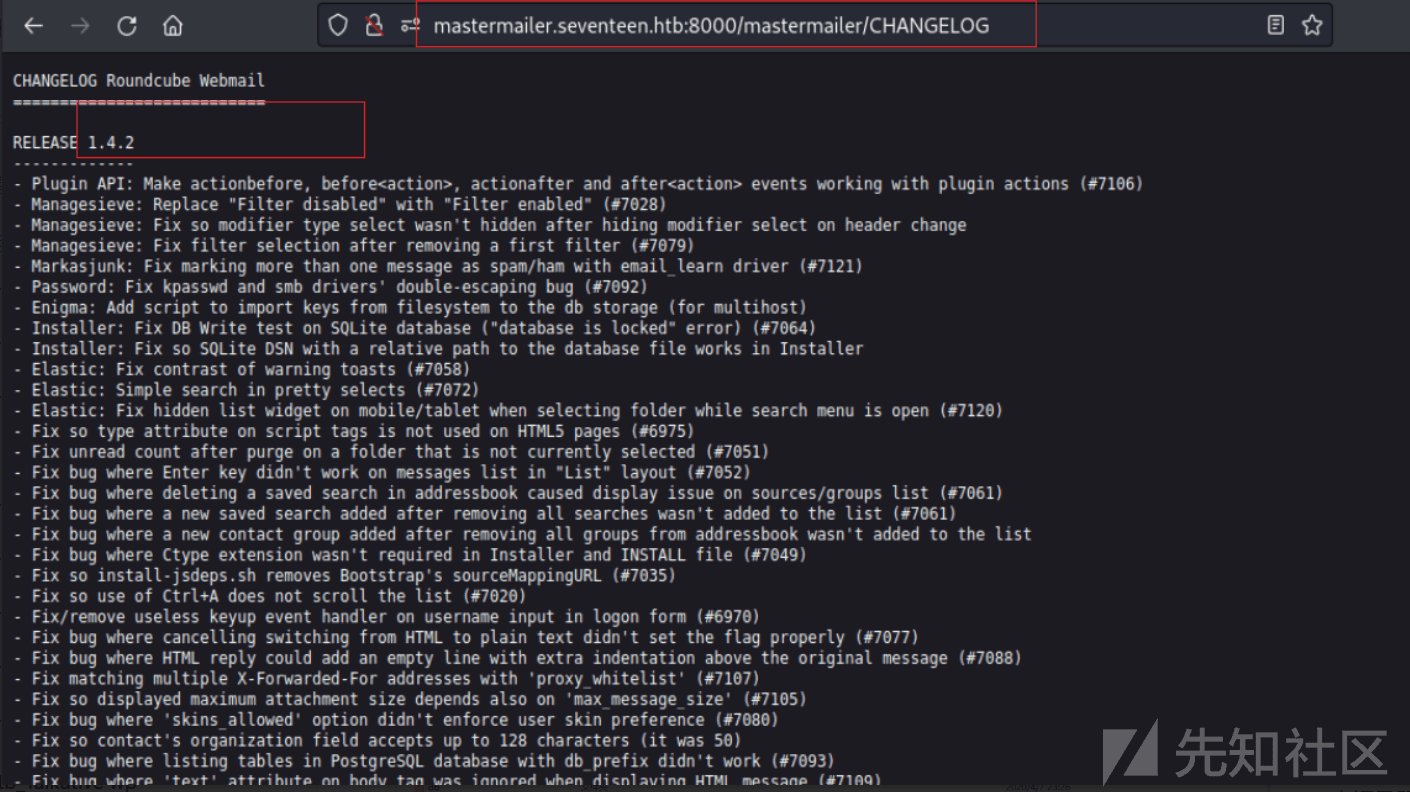 mastermailer.seventeen.htb:8000/mastermailer/CHANGELOG
CHANGELOG Roundcube Webmail
===========================
RELEASE 1.4.2
-------------
- Plugin API: Make actionbefore, before<action>, actionafter and after<action> events working with plugin actions (#7106)
- Managesieve: Replace "Filter disabled" with "Filter enabled" (#7028)
- Managesieve: Fix so modifier type select wasn't hidden after hiding modifier select on header change
- Managesieve: Fix filter selection after removing a first filter (#7079)
- Markasjunk: Fix marking more than one message as spam/ham with email_learn driver (#7121)
- Password: Fix kpasswd and smb drivers' double-escaping bug (#7092)
- Enigma: Add script to import keys from filesystem to the db storage (for multihost)
- Installer: Fix DB Write test on SQLite database ("database is locked" error) (#7064)
- Installer: Fix so SQLite DSN with a relative path to the database file works in Installer
- Elastic: Fix contrast of warning toasts (#7058)
- Elastic: Simple search in pretty selects (#7072)
- Elastic: Fix hidden list widget on mobile/tablet when selecting folder while search menu is open (#7120)
- Fix so type attribute on script tags is not used on HTML5 pages (#6975)
- Fix unread count after purge on a folder that is not currently selected (#7051)
- Fix bug where Enter key didn't work on messages list in "List" layout (#7052)
- Fix bug where deleting a saved search in addressbook caused display issue on sources/groups list (#7061)
- Fix bug where a new saved search added after removing all searches wasn't added to the list (#7061)
- Fix bug where a new contact group added after removing all groups from addressbook wasn't added to the list
- Fix bug where Ctype extension wasn't required in Installer and INSTALL file (#7049)
- Fix so install-jsdeps.sh removes Bootstrap's sourceMappingURL (#7035)
- Fix so use of Ctrl+A does not scroll the list (#7020)
- Fix/remove useless keyup event handler on username input in logon form (#6970)
- Fix bug where cancelling switching from HTML to plain text didn't set the flag properly (#7077)
- Fix bug where HTML reply could add an empty line with extra indentation above the original message (#7088)
- Fix matching multiple X-Forwarded-For addresses with 'proxy_whitelist' (#7107)
- Fix so displayed maximum attachment size depends also on 'max_message_size' (#7105)
- Fix bug where 'skins_allowed' option didn't enforce user skin preference (#7080)
- Fix so contact's organization field accepts up to 128 characters (it was 50)
- Fix bug where listing tables in PostgreSQL database with db_prefix didn't work (#7093)
- Fix bug where 'text' attribute on body tag was ignored when displaying HTML message (#7109)
先知社区